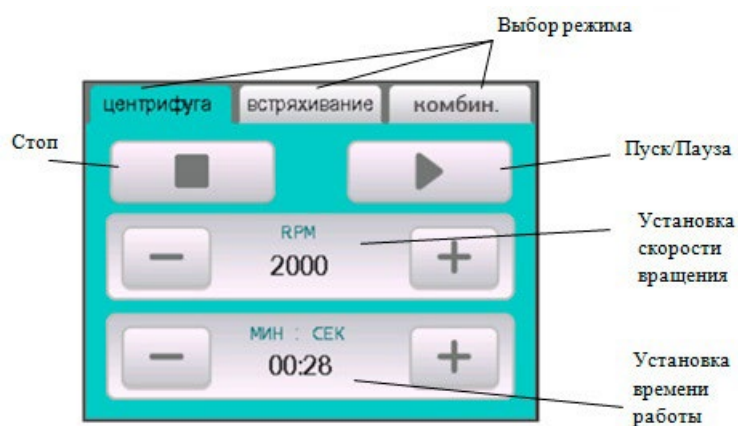 Выбор режима
центрифуга встряхивание комбин.
Стоп
Пуск/Пауза
Установка
скорости
вращения
RPM
2000
МИН : СЕК
00:28
Установка
времени
работы